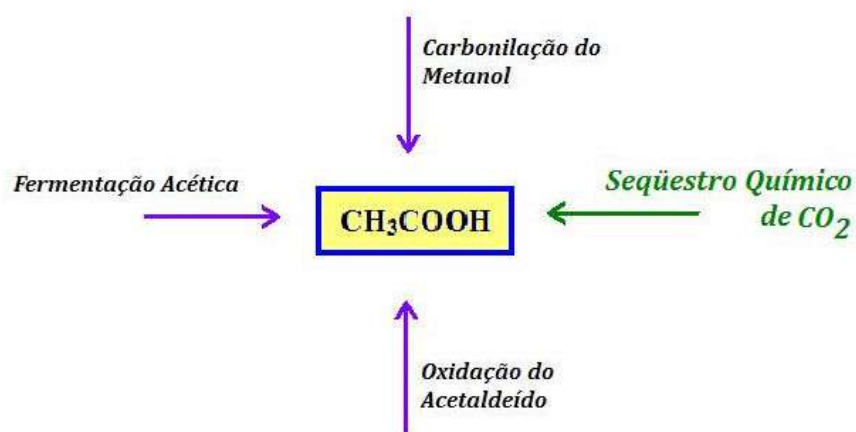 Carbonilação do
Metanol
Fermentação Acética
CH₃COOH
Seqüestro Químico
de CO₂
Oxidação do
Acetaldeído